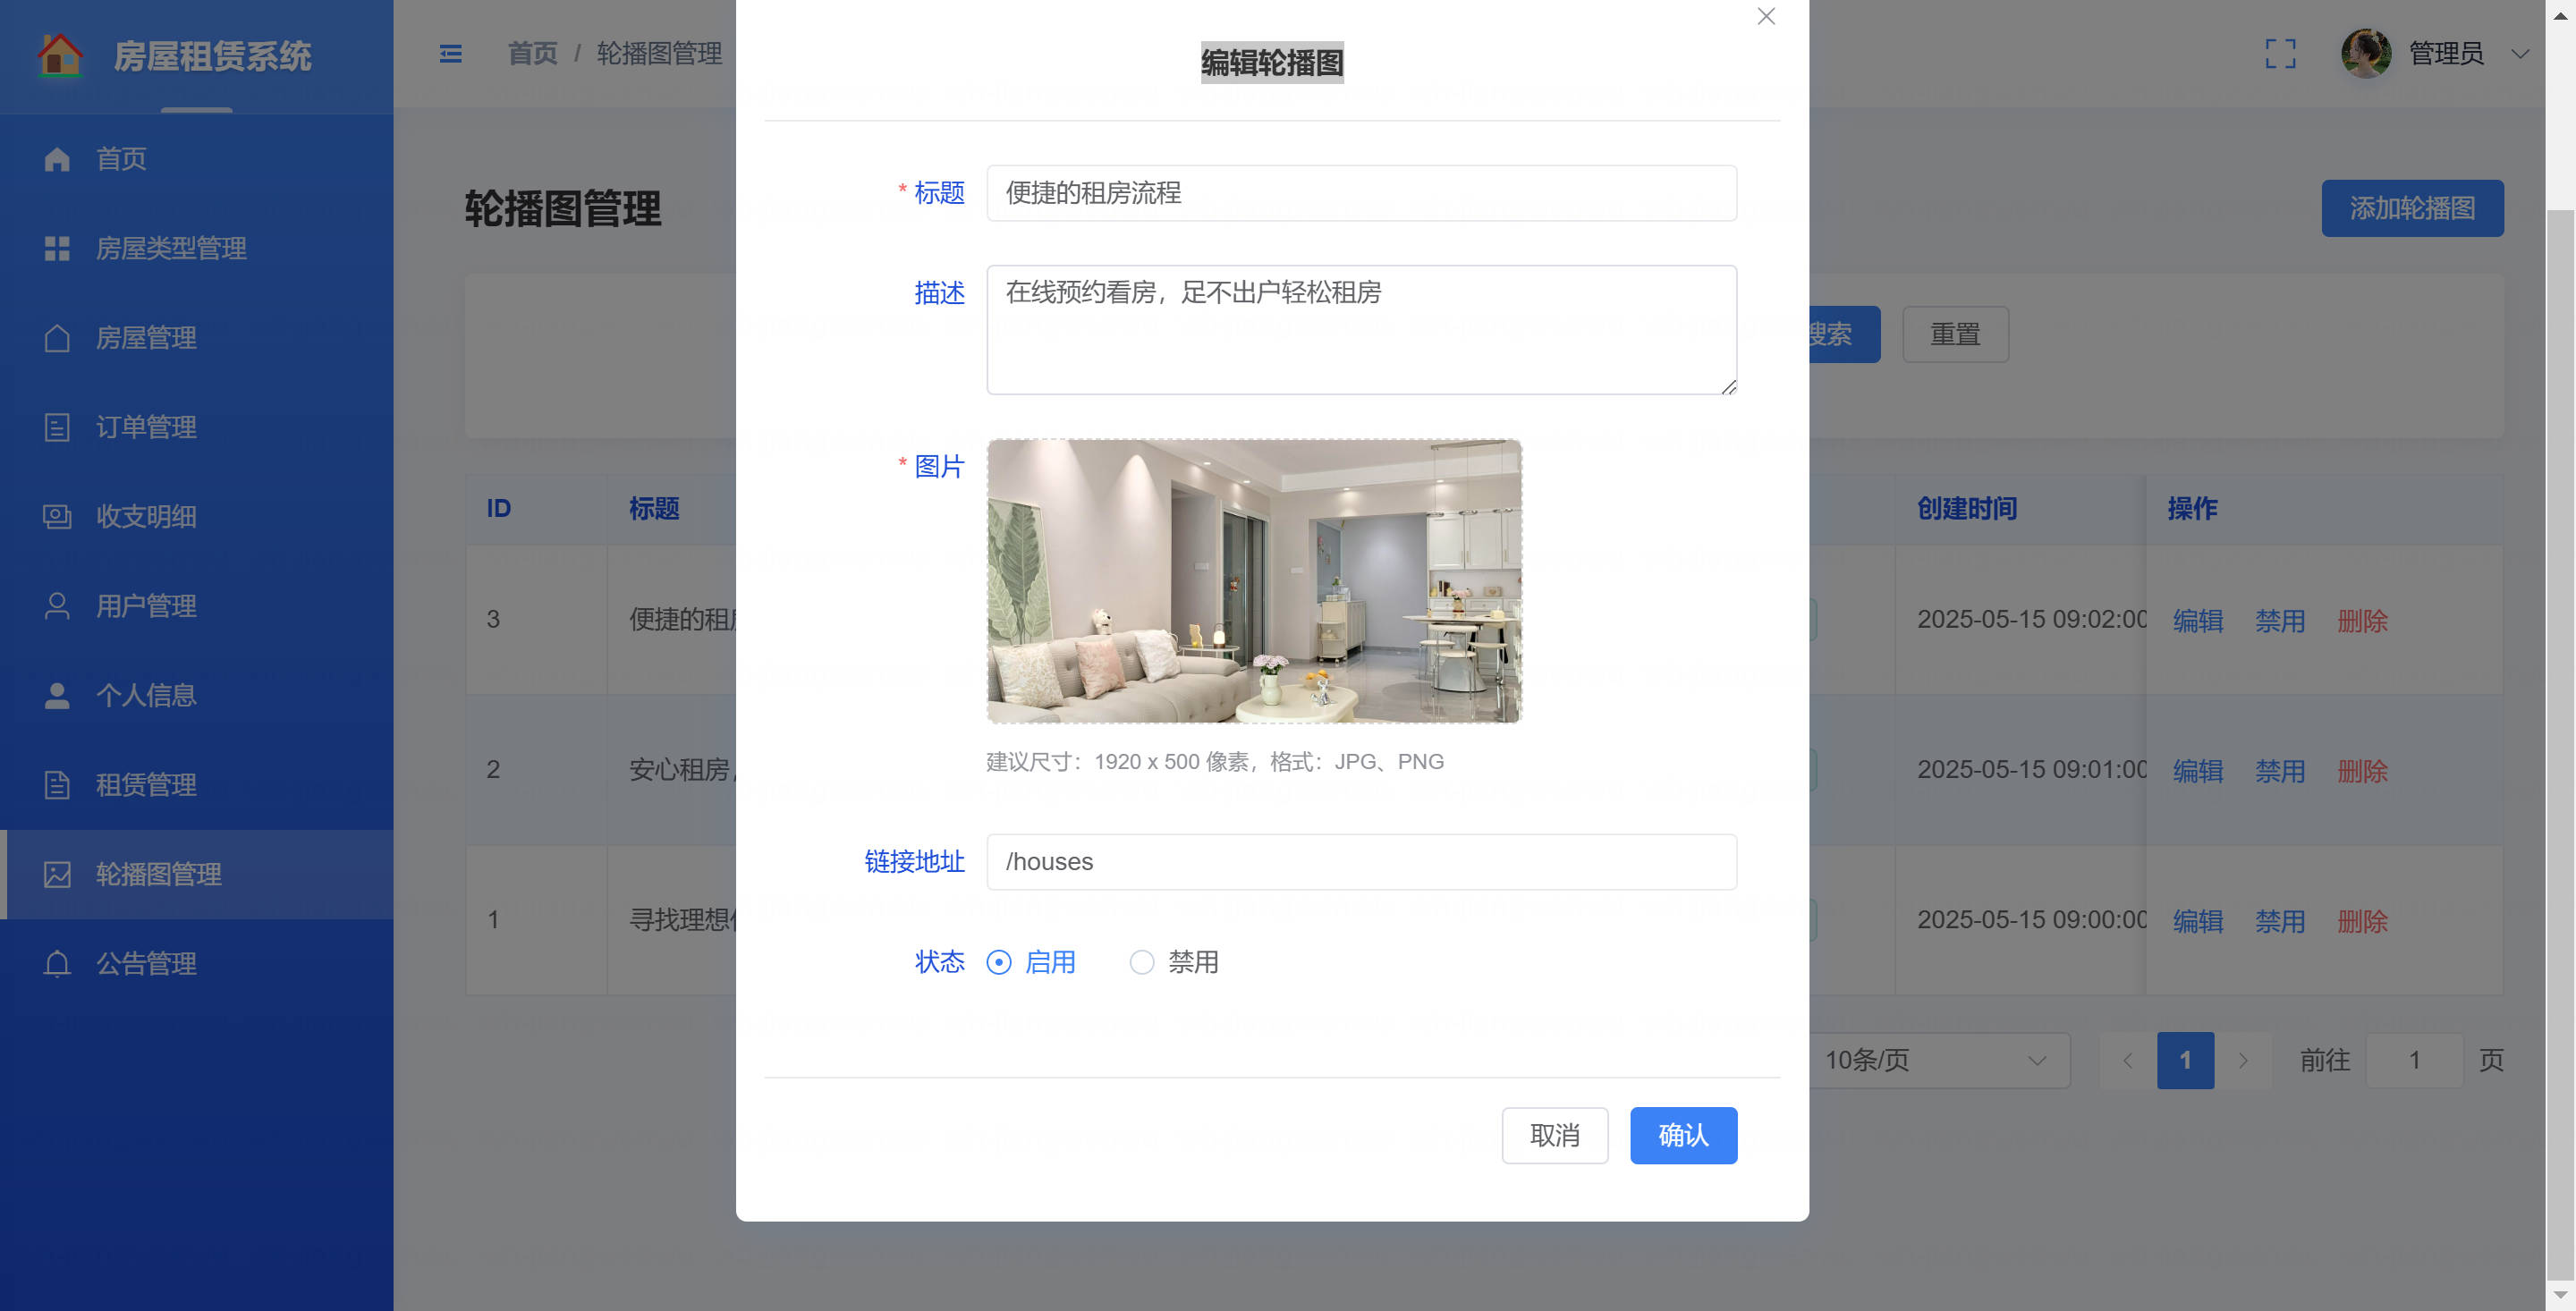 房屋租赁系统
首页 / 轮播图管理
管理员
首页
房屋类型管理
房屋管理
订单管理
收支明细
用户管理
个人信息
租赁管理
轮播图管理
公告管理
轮播图管理
添加轮播图
搜索 重置
ID 标题 创建时间 操作
3 便捷的租房 2025-05-15 09:02:00 编辑 禁用 删除
2 安心租房, 2025-05-15 09:01:00 编辑 禁用 删除
1 寻找理想 2025-05-15 09:00:00 编辑 禁用 删除
10条/页 1 前往 1 页
编辑轮播图
* 标题 便捷的租房流程
描述 在线预约看房，足不出户轻松租房
* 图片
建议尺寸：1920 x 500 像素，格式：JPG、PNG
链接地址 /houses
状态 启用 禁用
取消 确认